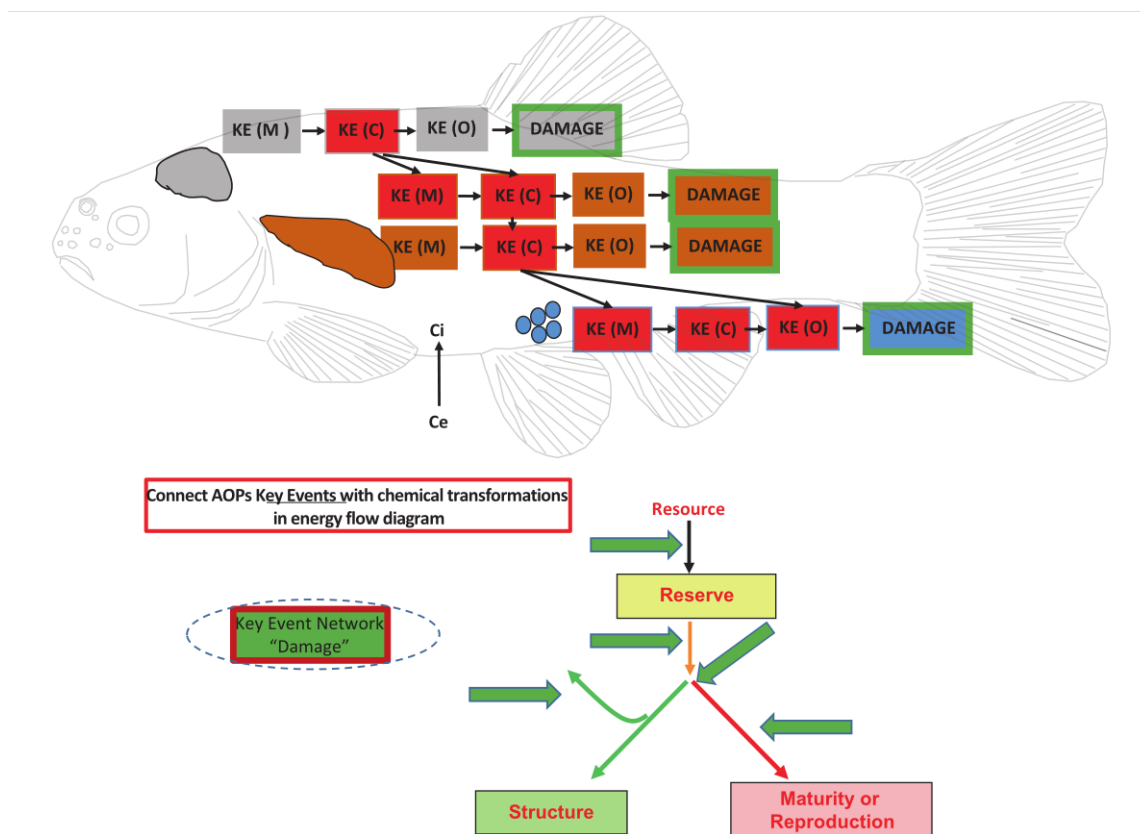 KE (M ) KE (C) KE (O) DAMAGE
KE (M) KE (C) KE (O) DAMAGE
KE (M) KE (C) KE (O) DAMAGE
KE (M) KE (C) KE (O) DAMAGE
Ci
Ce
Connect AOPs Key Events with chemical transformations
in energy flow diagram
Resource
Reserve
Key Event Network
“Damage”
Structure
Maturity or
Reproduction